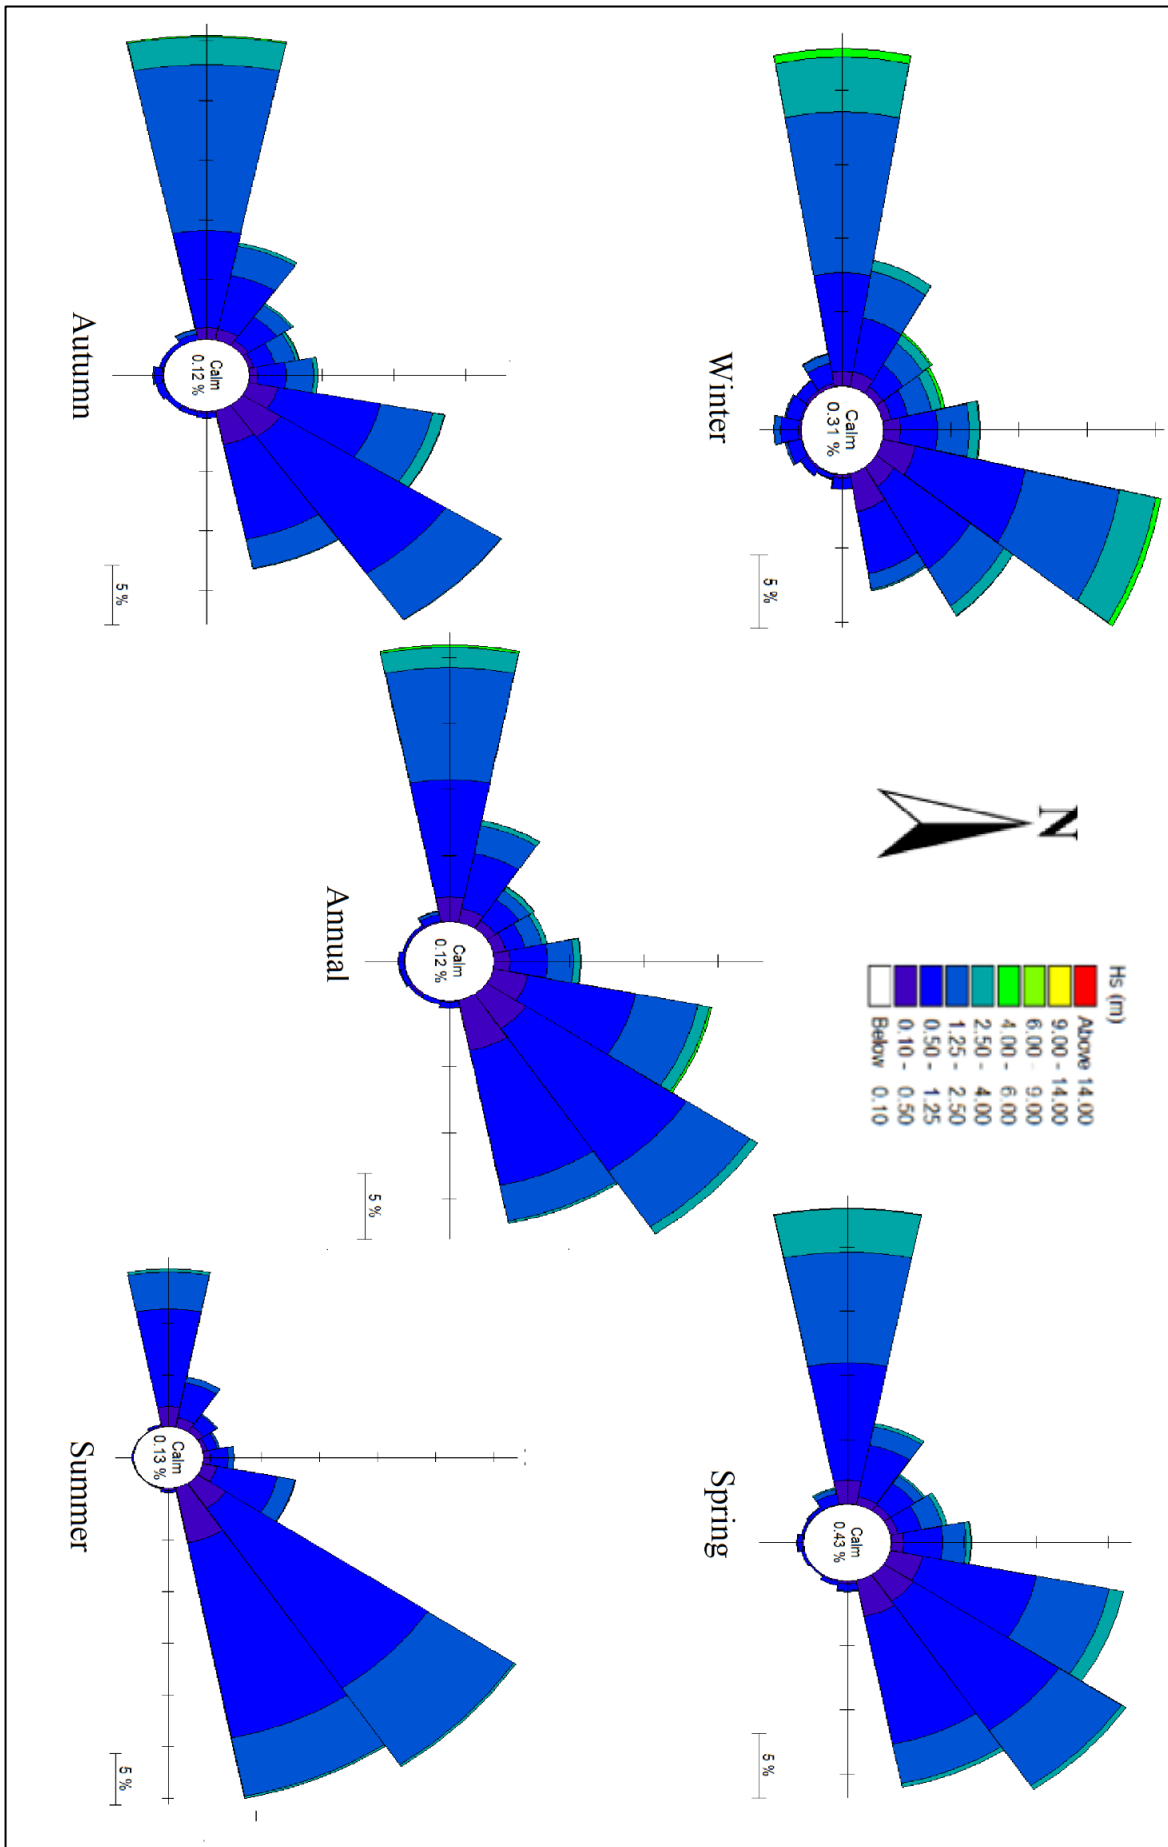 Calm
0.31 %
5 %
Winter
N
Hs (m)
Above 14.00
9.00 - 14.00
6.00 - 9.00
4.00 - 6.00
2.50 - 4.00
1.25 - 2.50
0.50 - 1.25
0.10 - 0.50
Below 0.10
Calm
0.43 %
5 %
Spring
Calm
0.12 %
5 %
Annual
Calm
0.12 %
5 %
Autumn
Calm
0.13 %
5 %
Summer